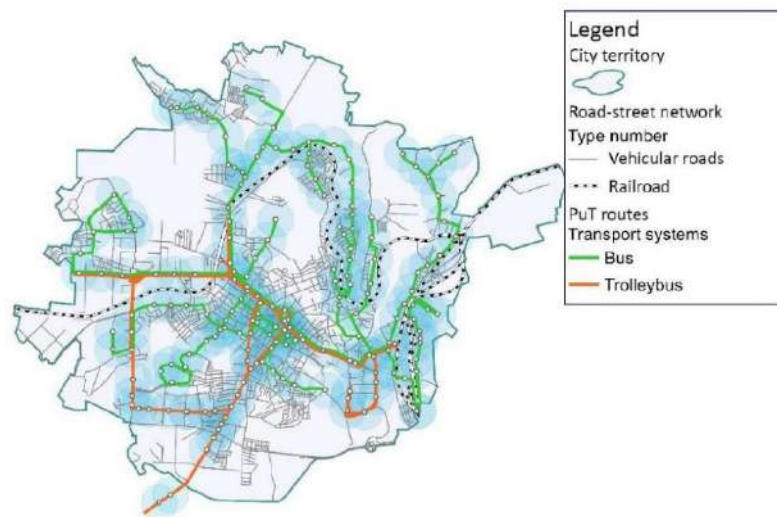 Legend
City territory
Road-street network
Type number
Vehicular roads
Railroad
PuT routes
Transport systems
Bus
Trolleybus